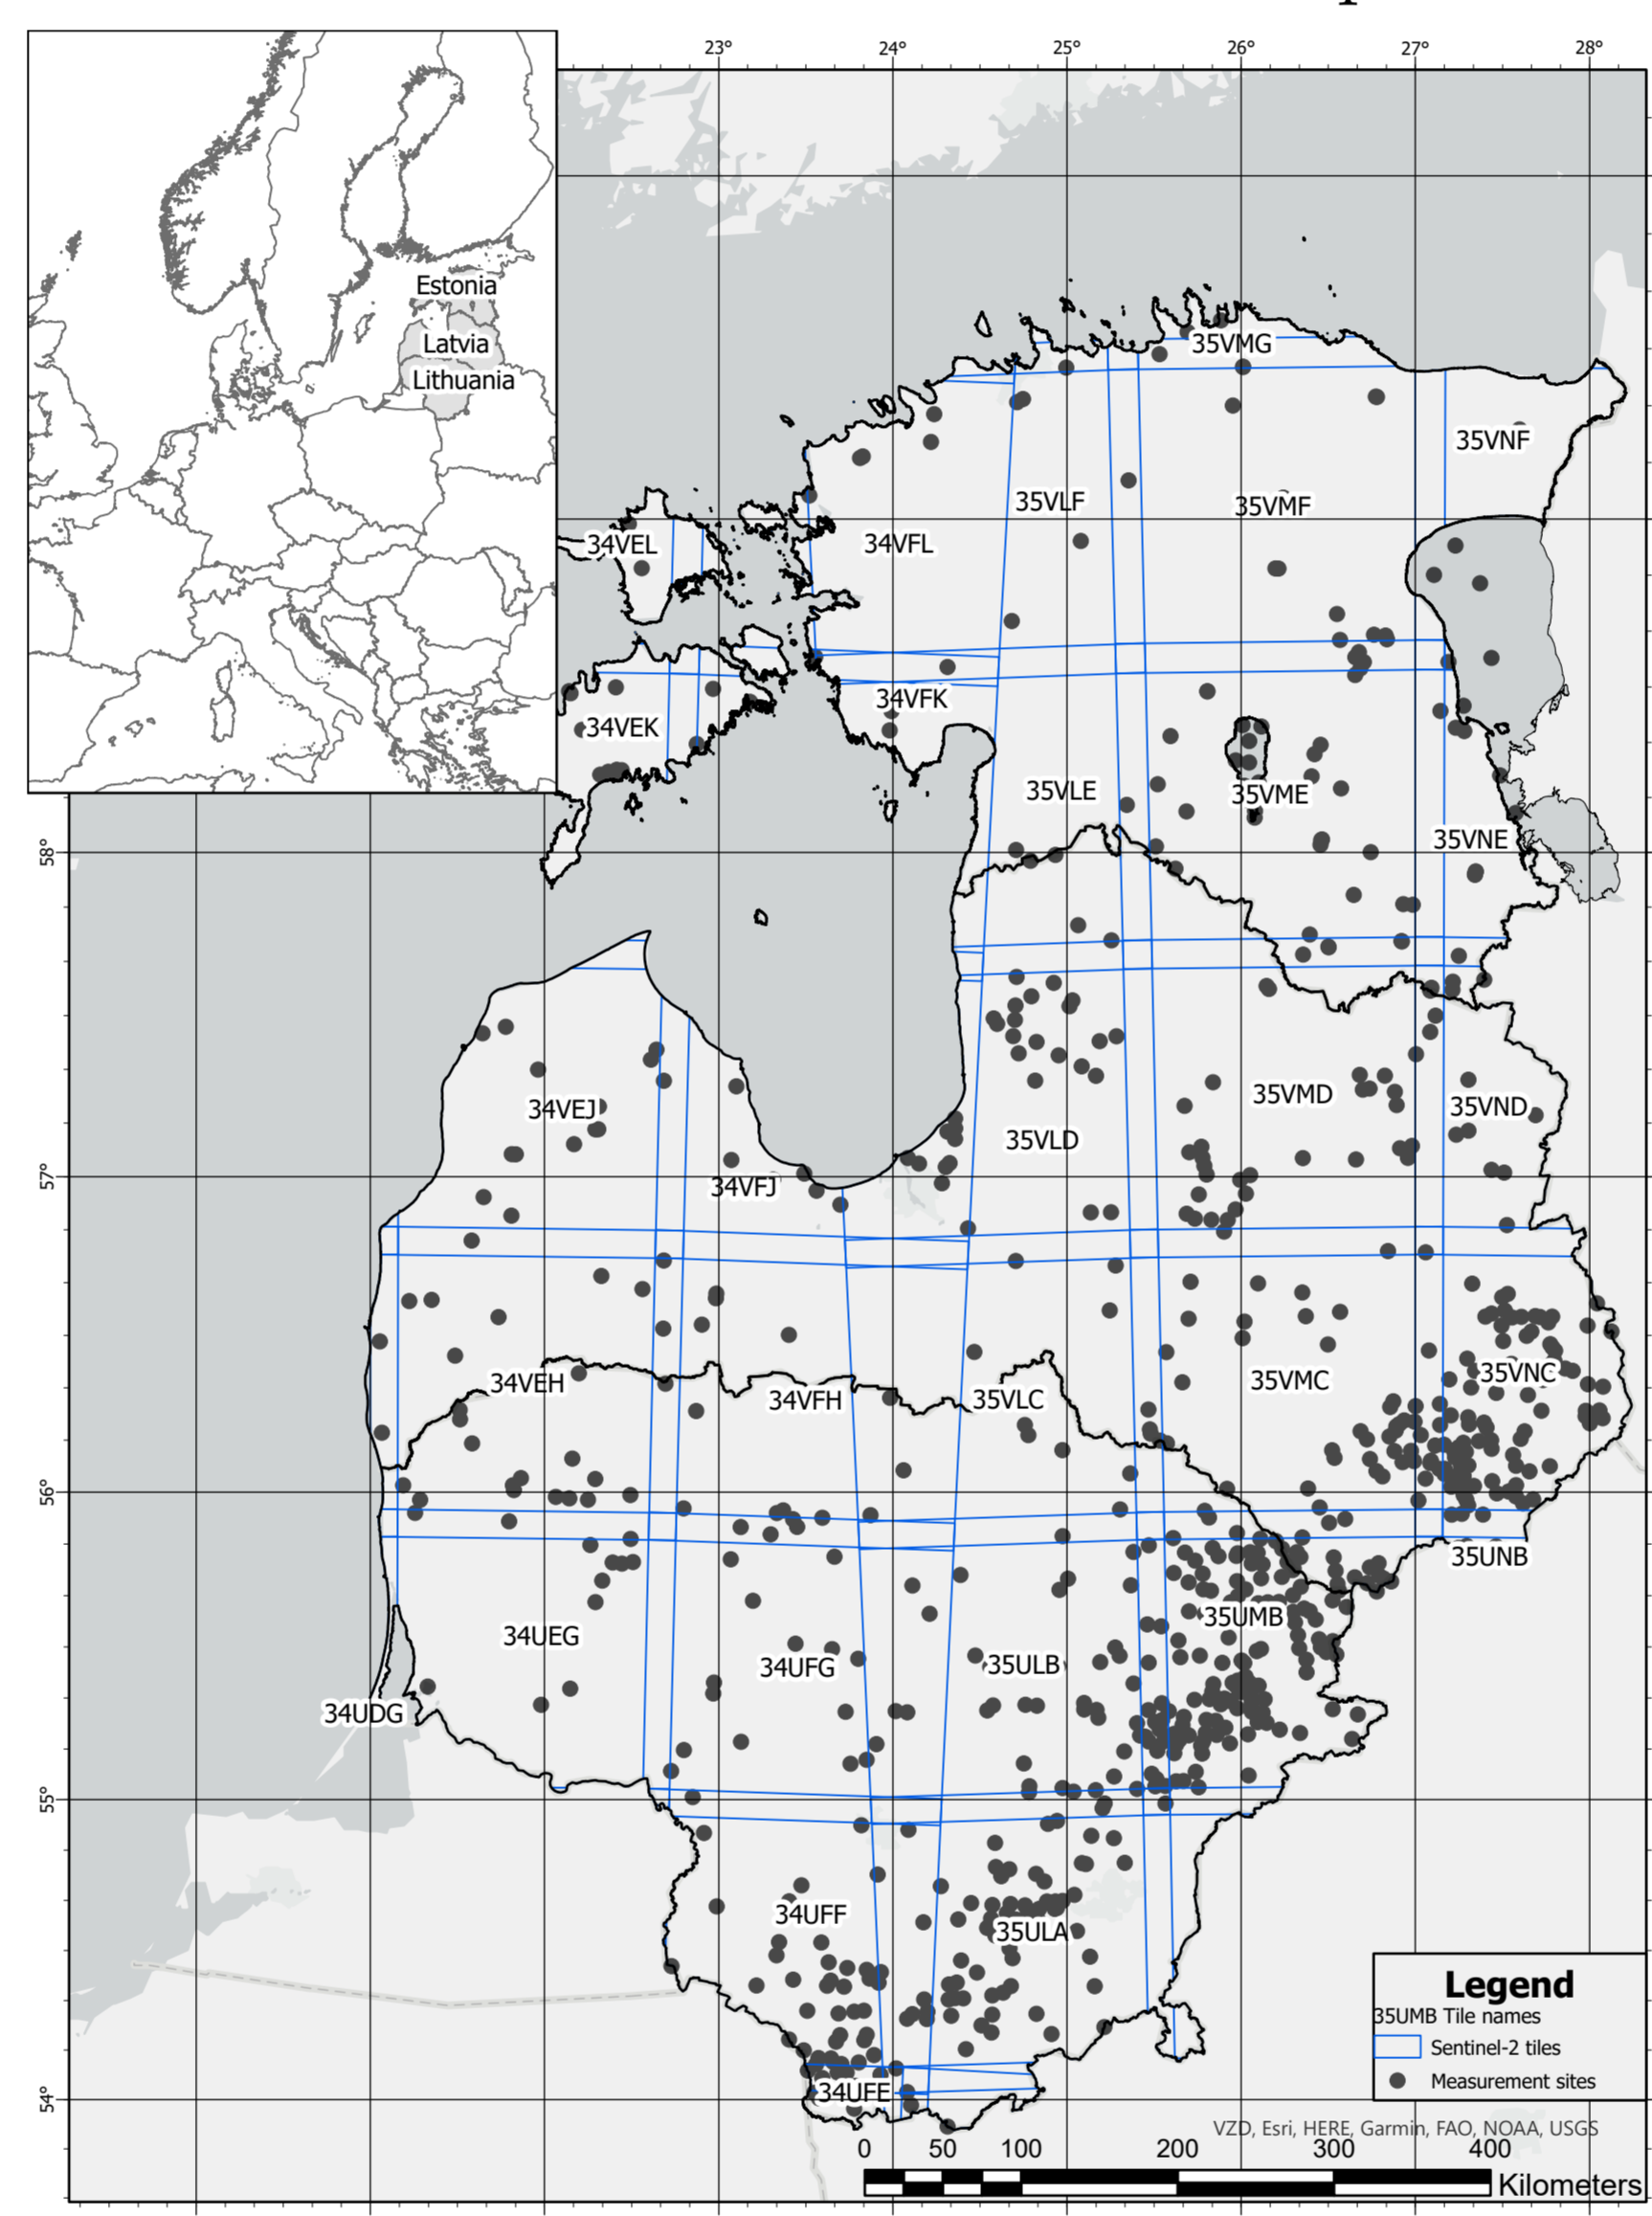 23° 24° 25° 26° 27° 28°
Estonia
Latvia
Lithuania
35VMG
35VNF
35VLF
35VMF
34VEL
34VFL
34VFK
34VEK
35VLE
35VME
35VNE
58°
35VMD
34VEJ
35VND
35VLD
57°
34VFJ
34VEH
34VFH
35VLC
35VMC
35VNC
56°
35UNB
35UMB
34UEG
34UFG
35ULB
34UDG
55°
34UFF
35ULA
34UFE
54°
Legend
35UMB Tile names
Sentinel-2 tiles
Measurement sites
VZD, Esri, HERE, Garmin, FAO, NOAA, USGS
0 50 100 200 300 400
Kilometers